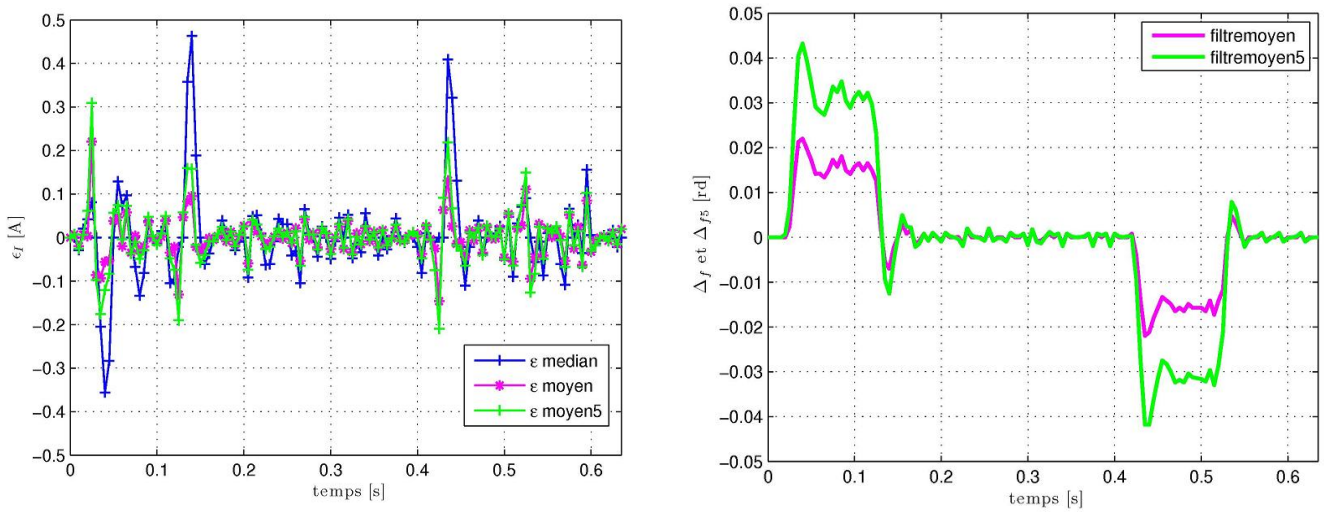 0.5
0.4
0.3
0.2
0.1
0
−0.1
−0.2
−0.3
−0.4
−0.5
ϵI [A]
0 0.1 0.2 0.3 0.4 0.5 0.6
temps [s]
ε median
ε moyen
ε moyen5
0.05
0.04
0.03
0.02
0.01
0
−0.01
−0.02
−0.03
−0.04
−0.05
Δf et Δf5 [rd]
0 0.1 0.2 0.3 0.4 0.5 0.6
temps [s]
filtremoyen
filtremoyen5